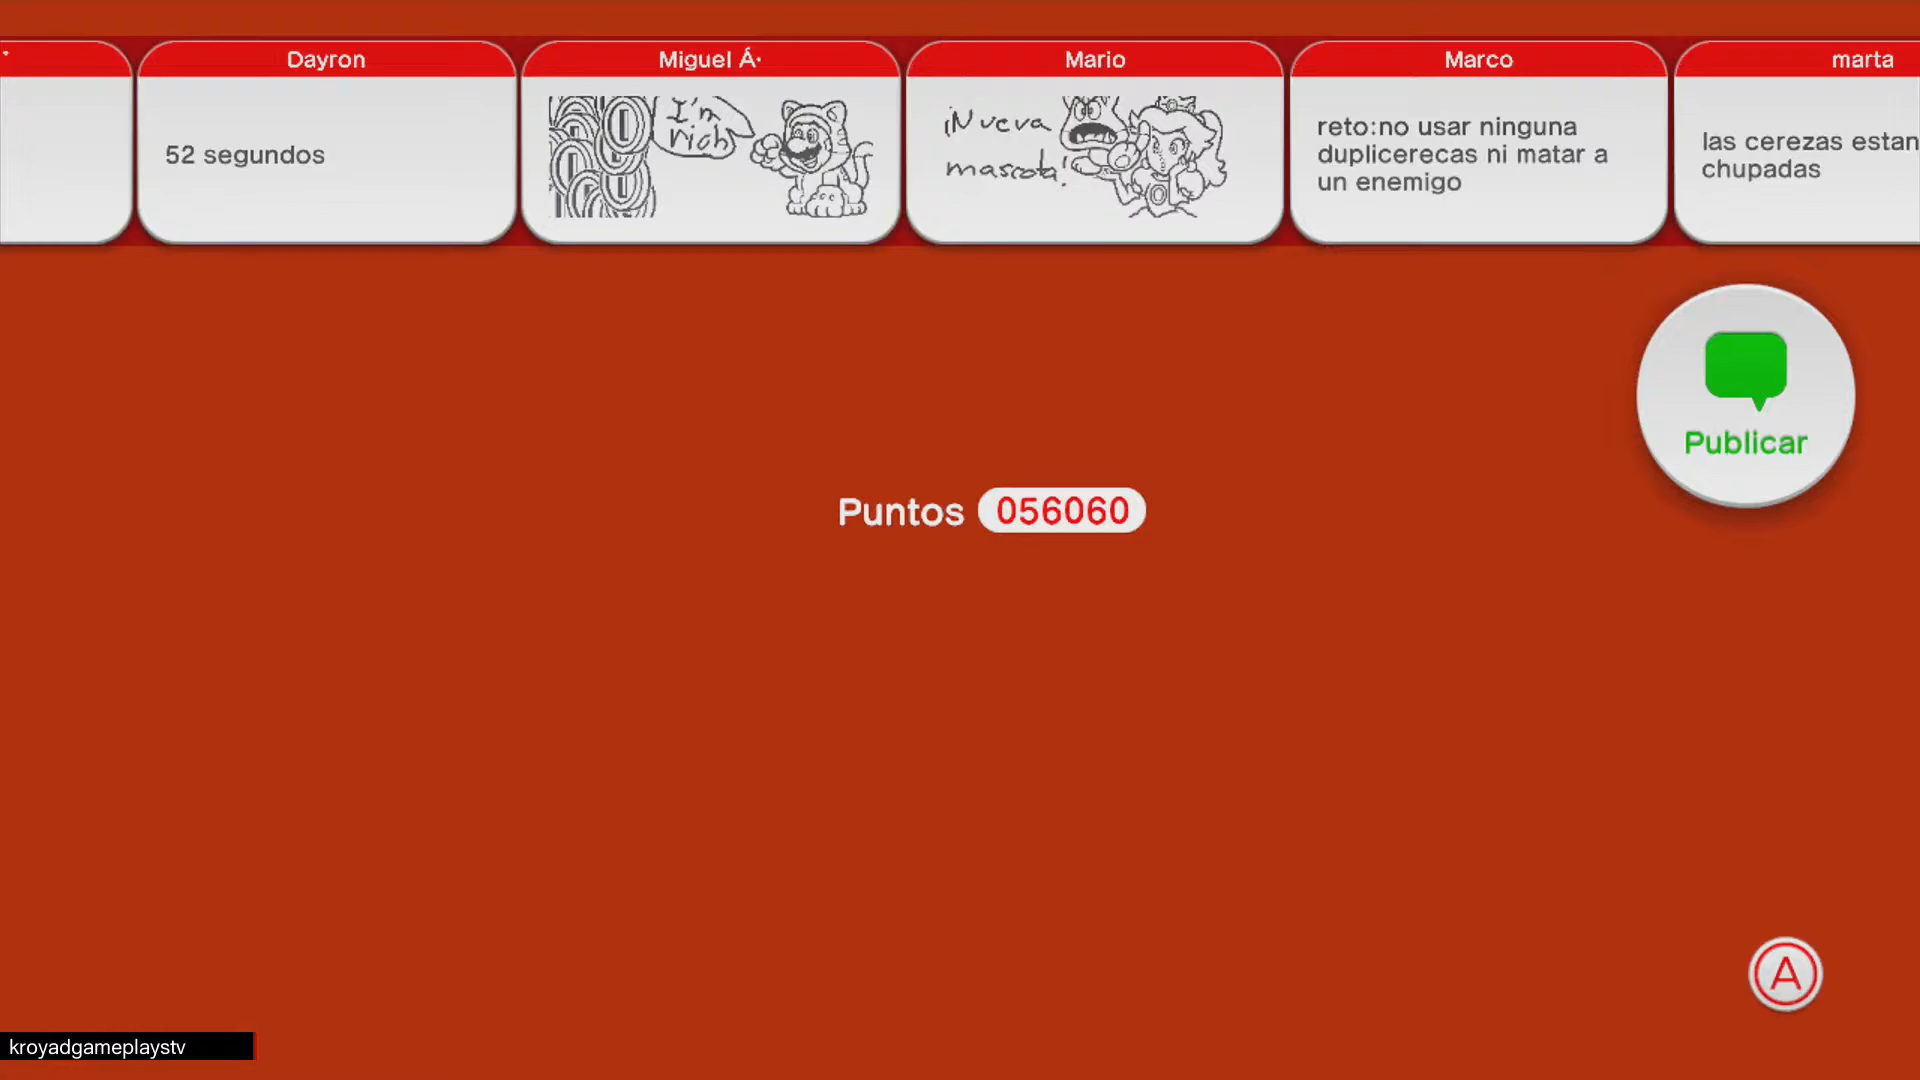 Dayron
52 segundos
Miguel Á·
I'm
rich
Mario
¡Nueva
mascota!
Marco
reto:no usar ninguna
duplicerecas ni matar a
un enemigo
marta
las cerezas estan
chupadas
Publicar
Puntos 056060
A
kroyadgameplaystv